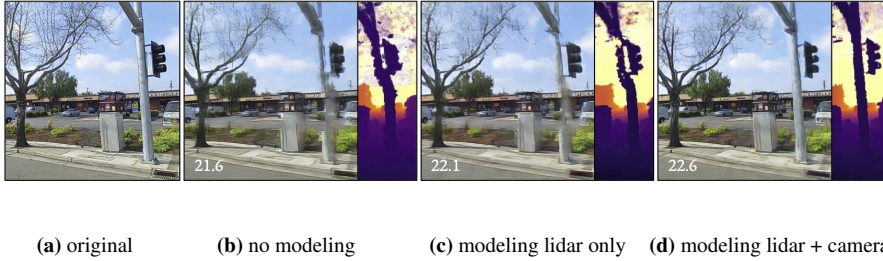 21.6
22.1
22.6
(a) original
(b) no modeling
(c) modeling lidar only
(d) modeling lidar + camera